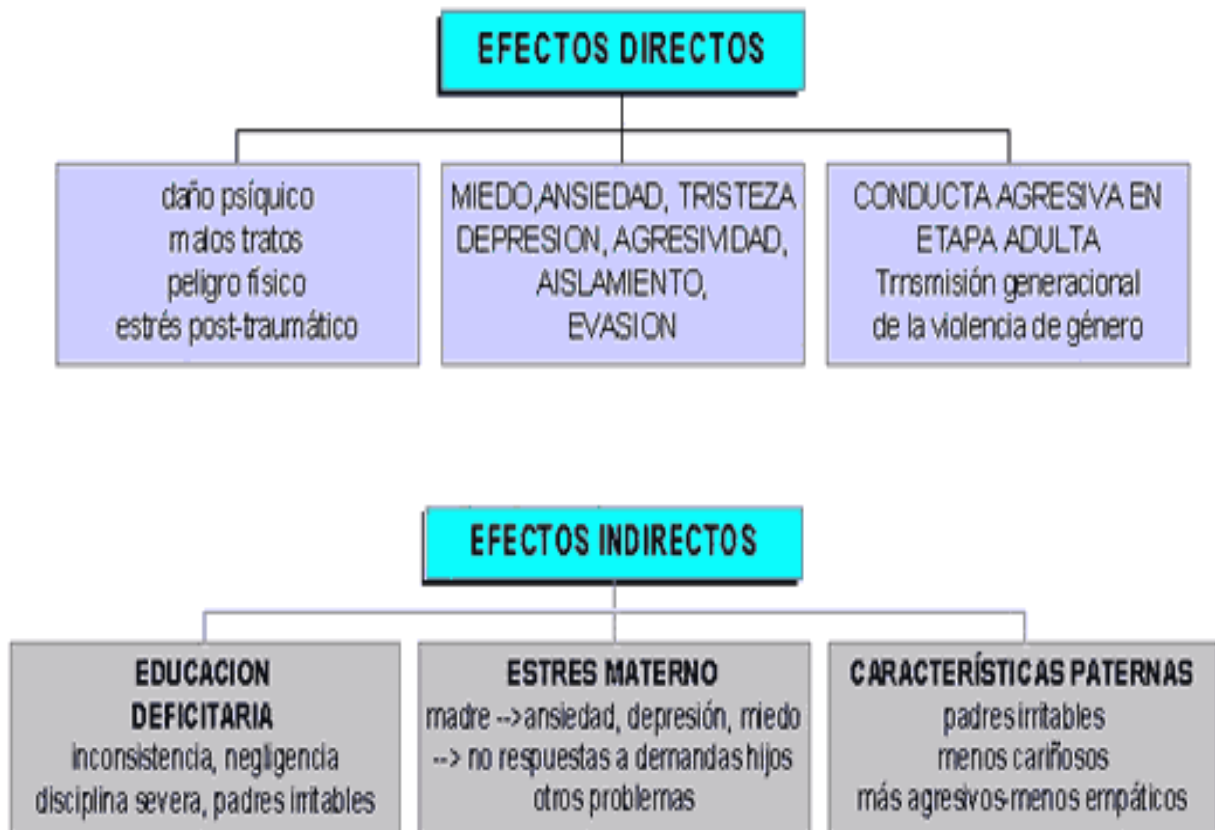 EFECTOS DIRECTOS
daño psíquico
malos tratos
peligro físico
estrés post-traumático
MIEDO,ANSIEDAD, TRISTEZA
DEPRESION, AGRESIVIDAD,
AISLAMIENTO,
EVASION
CONDUCTA AGRESIVA EN
ETAPA ADULTA
Trnsmisión generacional
de la violencia de género
EFECTOS INDIRECTOS
EDUCACION
DEFICITARIA
inconsistencia, negligencia
disciplina severa, padres irritables
ESTRES MATERNO
madre -->ansiedad, depresión, miedo
--> no respuestas a demandas hijos
otros problemas
CARACTERÍSTICAS PATERNAS
padres irritables
menos cariñosos
más agresivos-menos empáticos